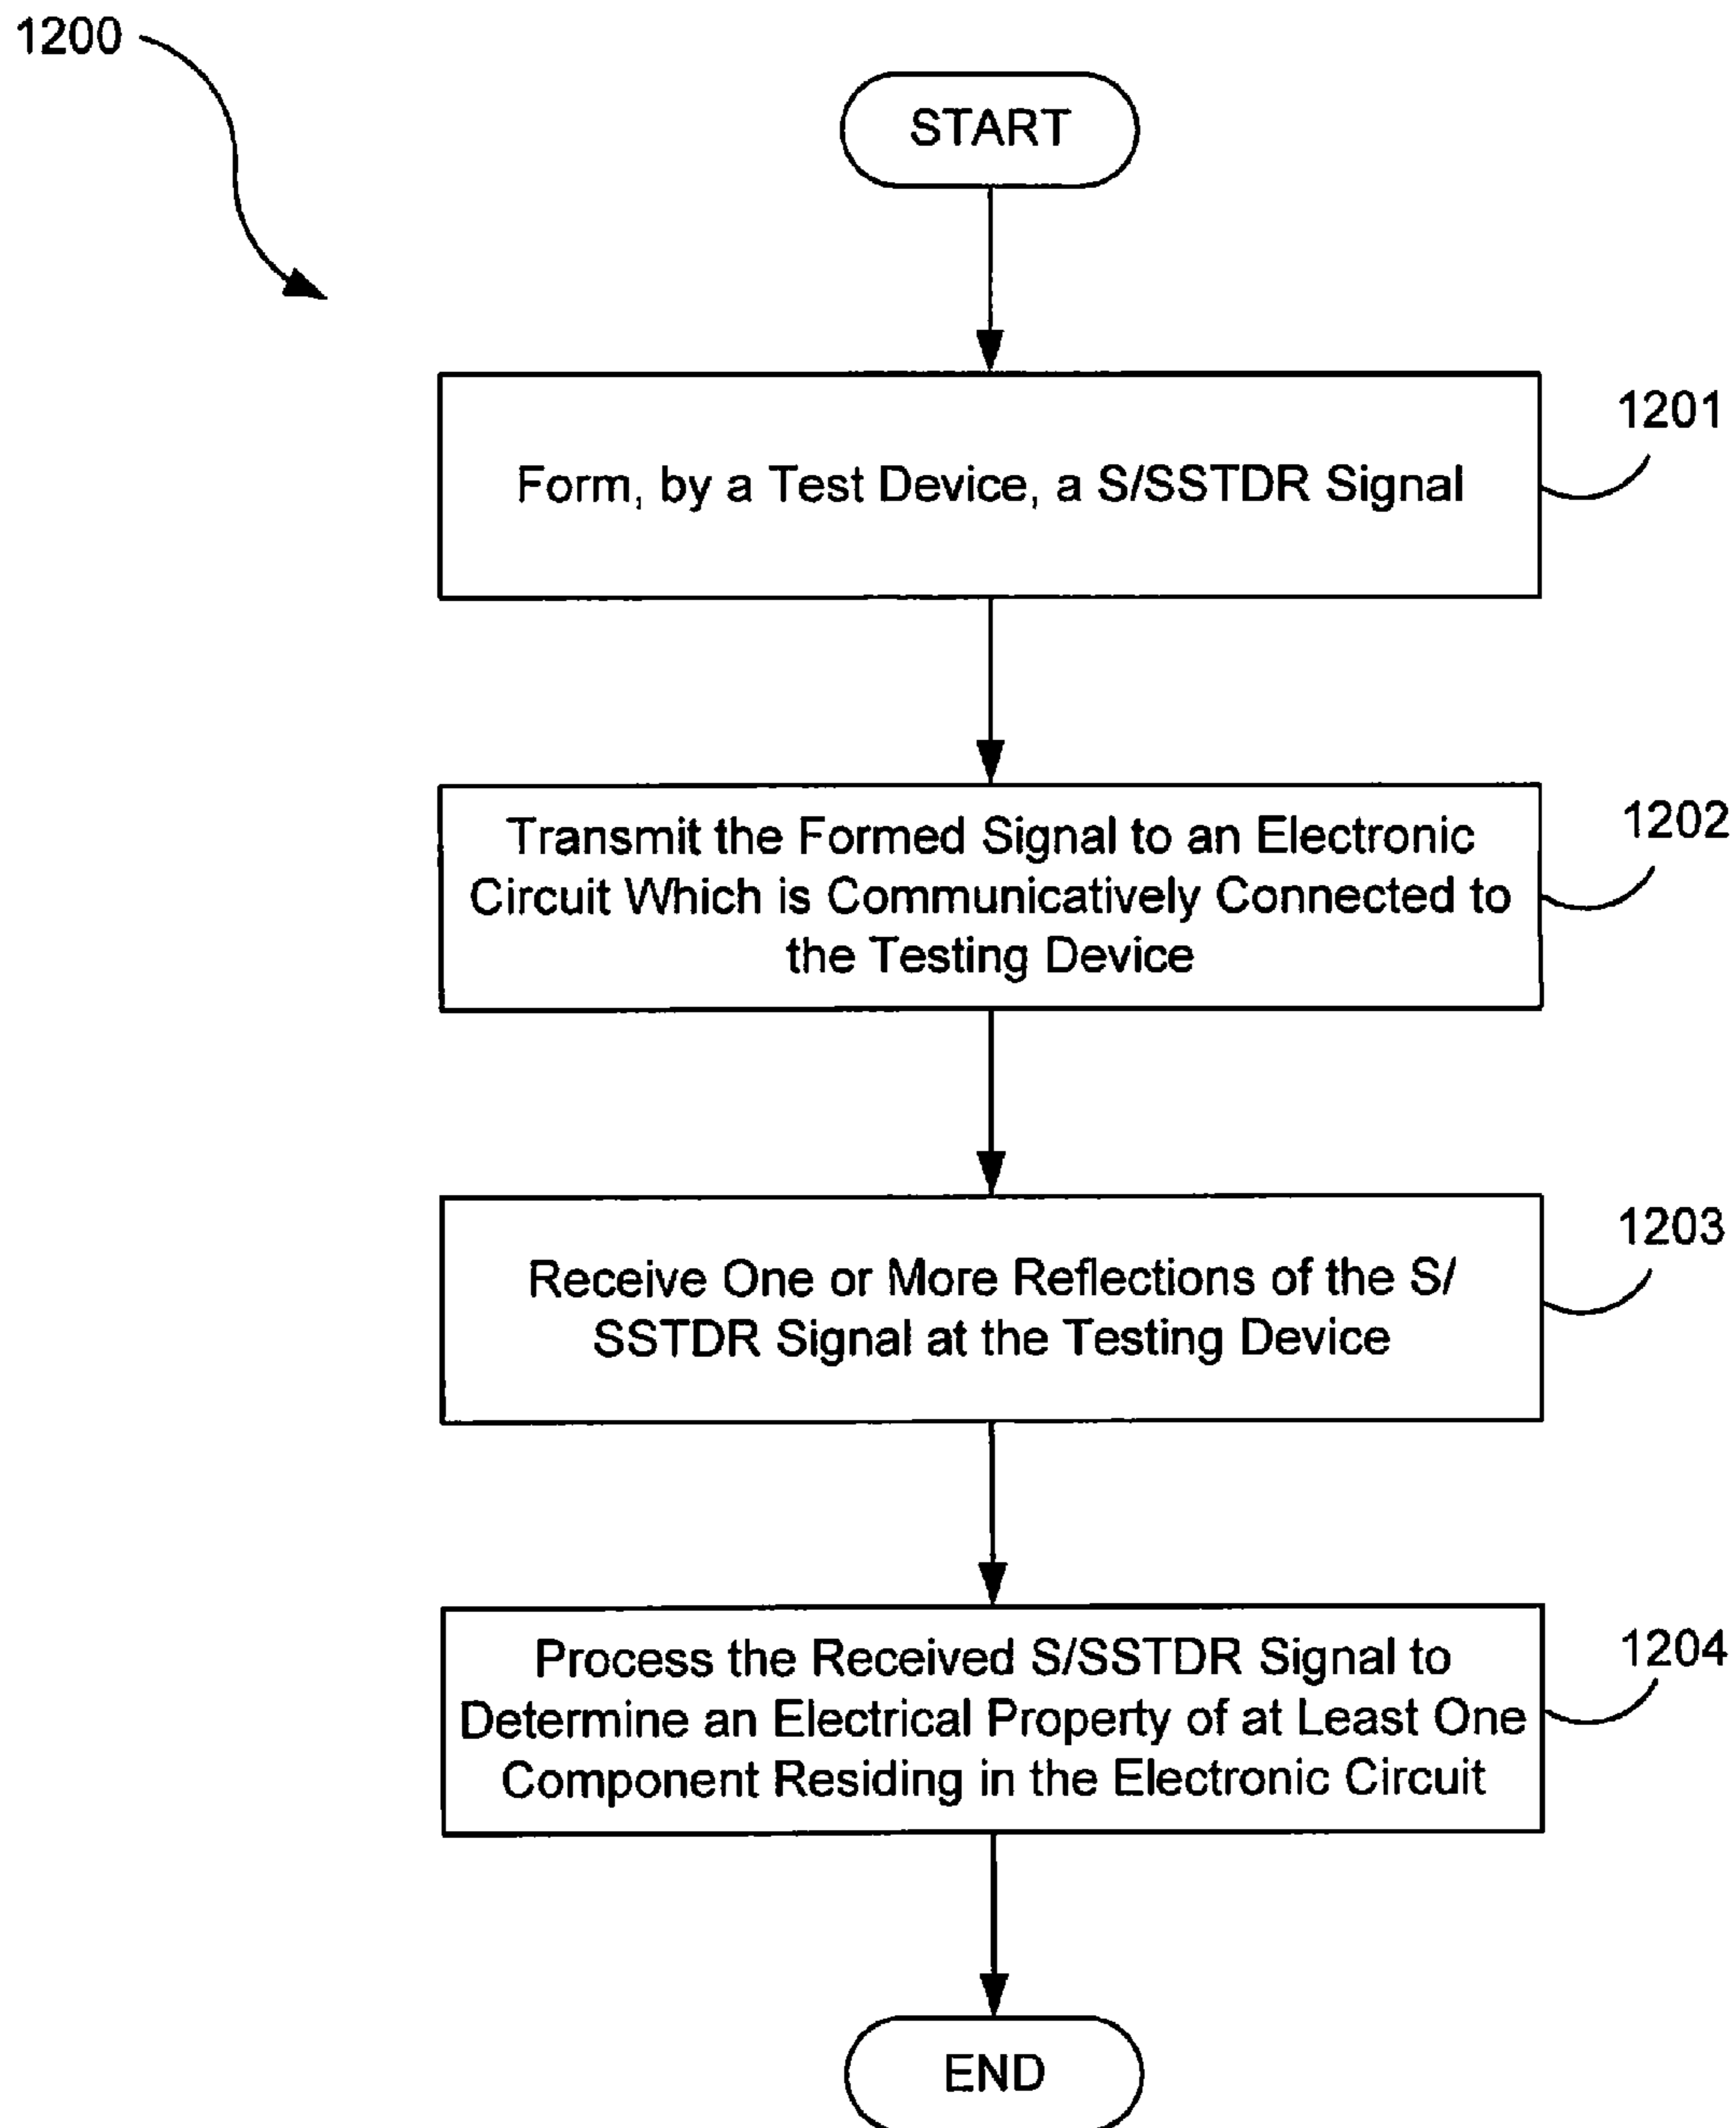 1200
START
1201
Form, by a Test Device, a S/SSTDR Signal
1202
Transmit the Formed Signal to an Electronic
Circuit Which is Communicatively Connected to
the Testing Device
1203
Receive One or More Reflections of the S/
SSTDR Signal at the Testing Device
1204
Process the Received S/SSTDR Signal to
Determine an Electrical Property of at Least One
Component Residing in the Electronic Circuit
END